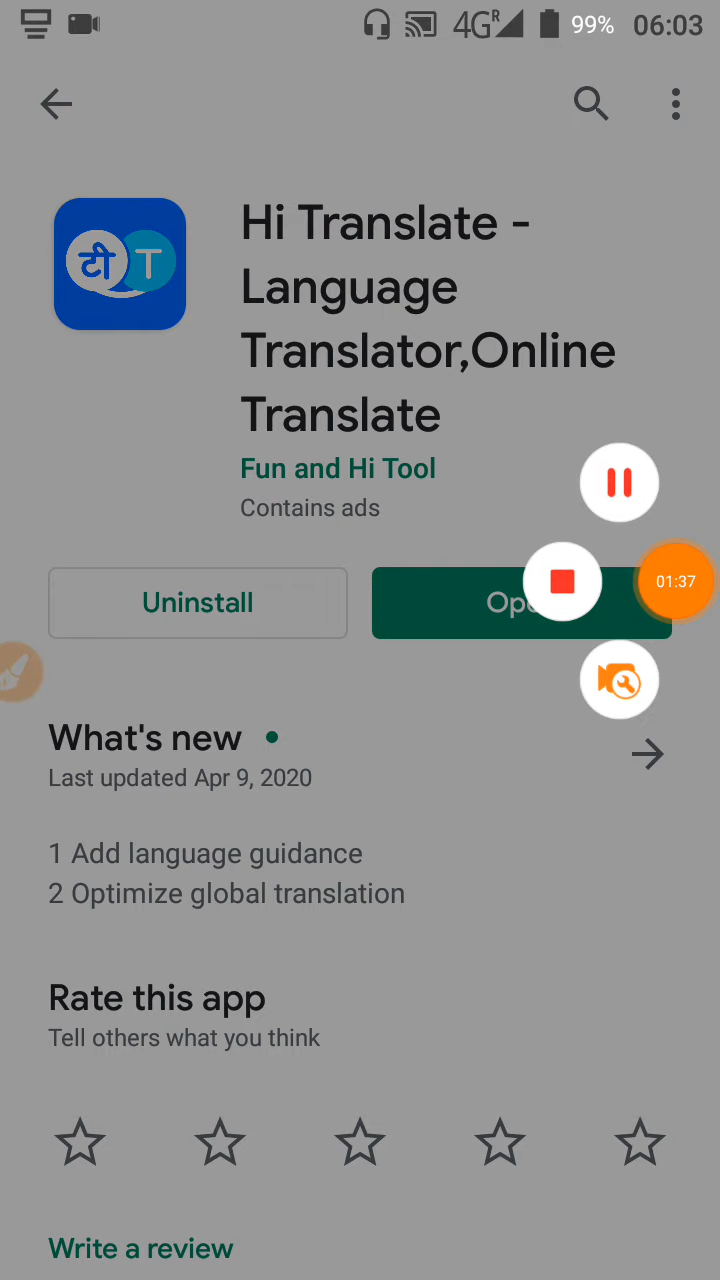 4G R 99% 06:03
टी T
Hi Translate -
Language
Translator,Online
Translate
Fun and Hi Tool
Contains ads
Uninstall
Ope
01:37
What's new
Last updated Apr 9, 2020
1 Add language guidance
2 Optimize global translation
Rate this app
Tell others what you think
Write a review